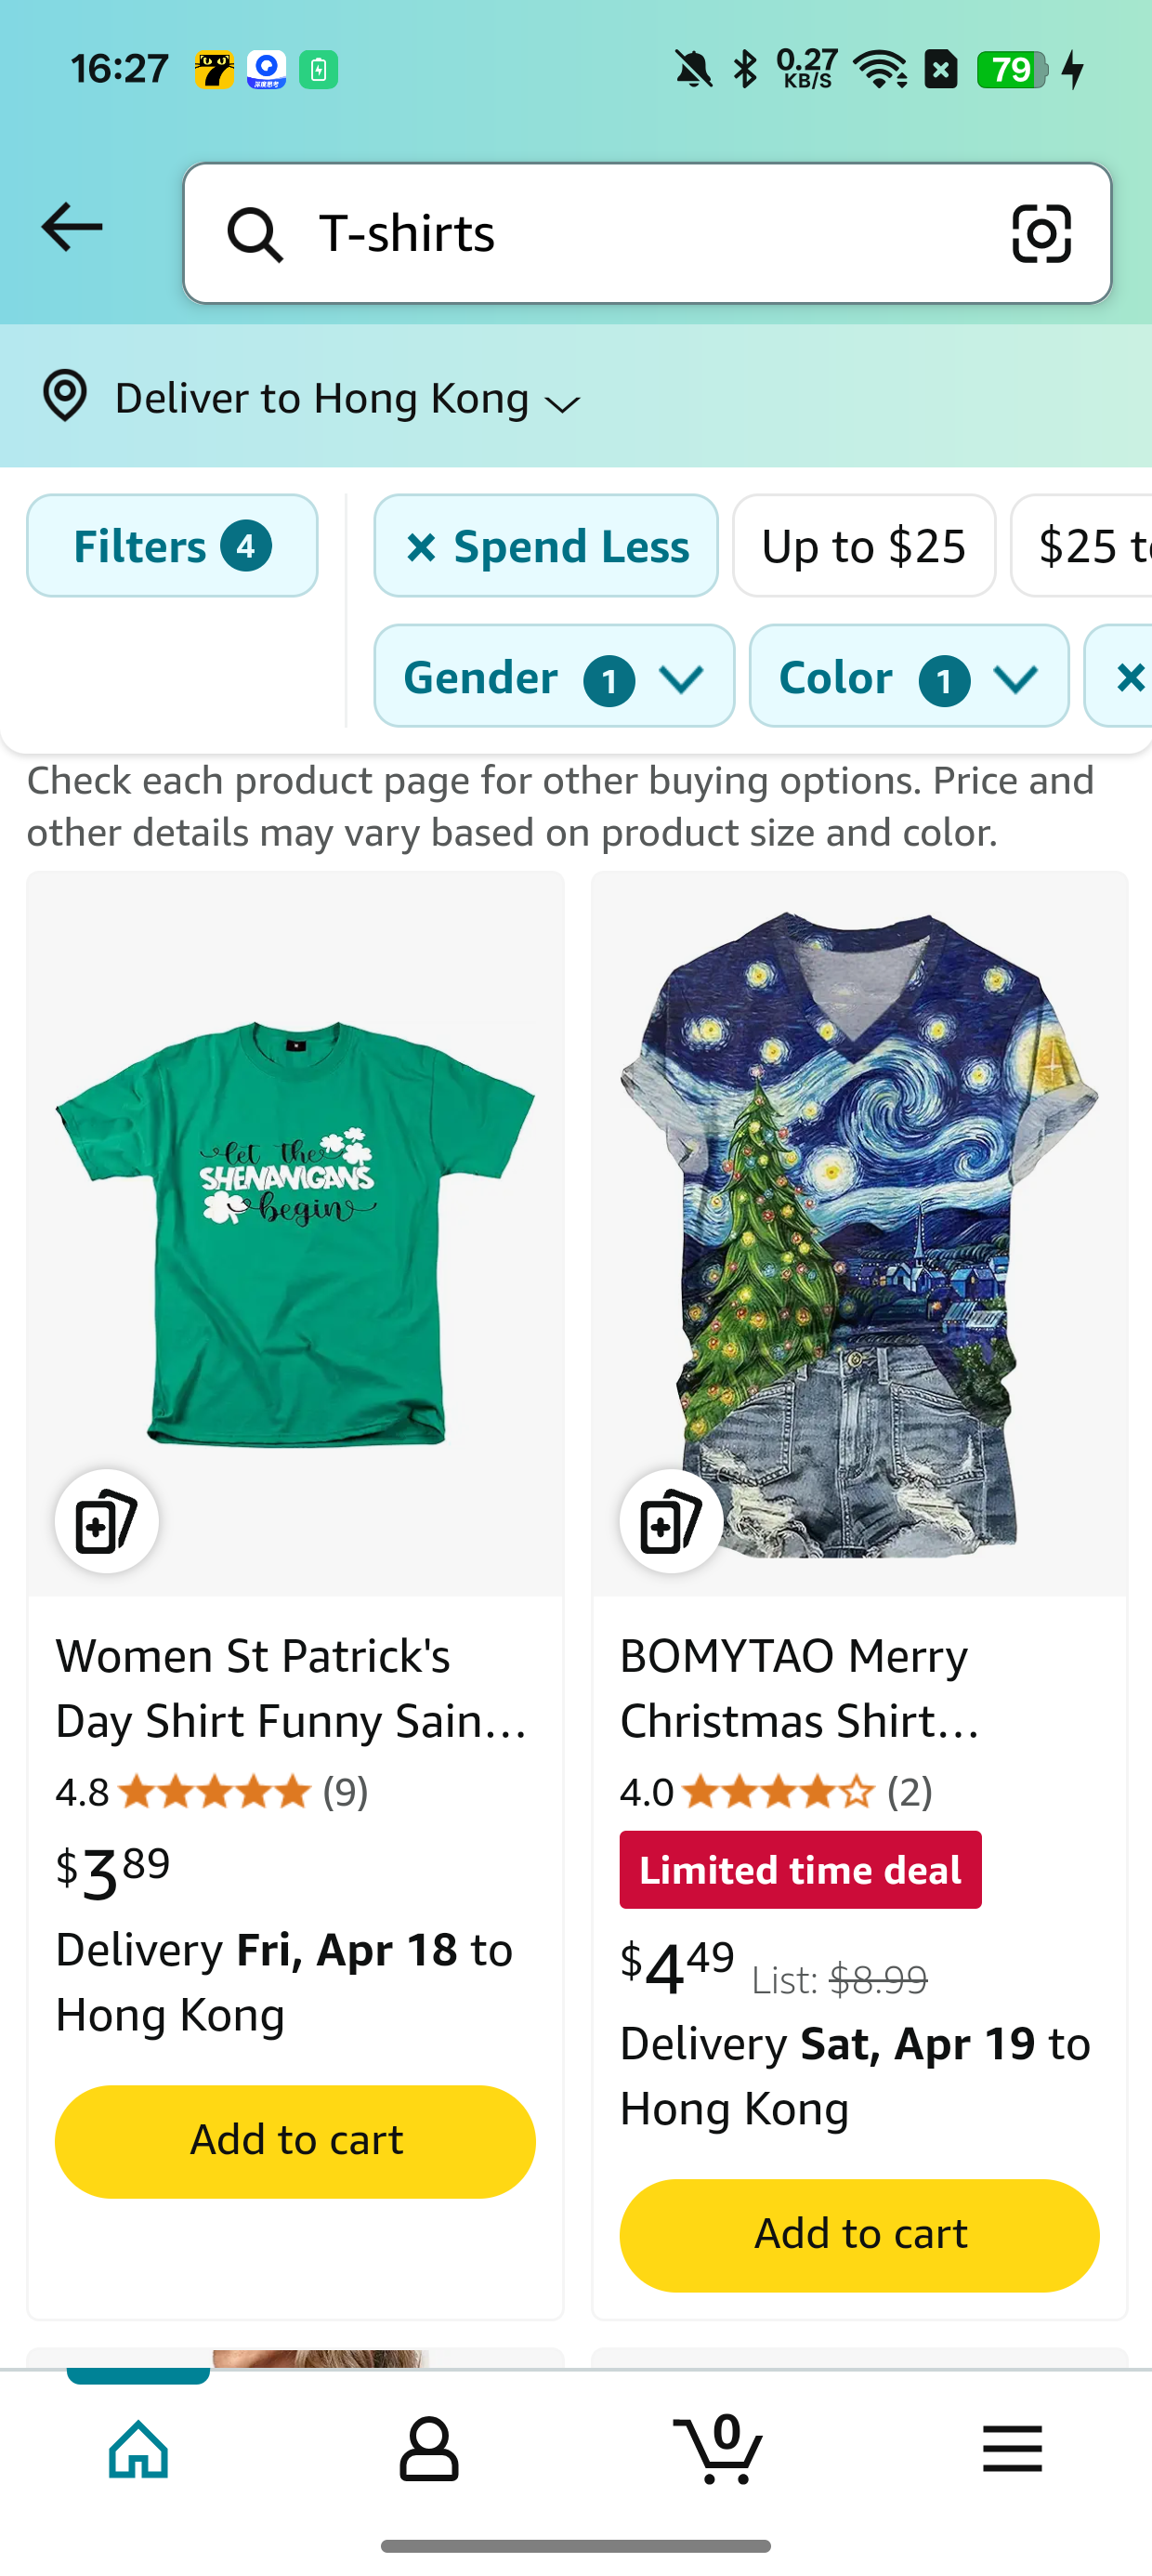 16:27
深度思考
0.27
KB/S
79
T-shirts
Deliver to Hong Kong
Filters 4
Spend Less
Up to $25
$25 t
Gender 1
Color 1
Check each product page for other buying options. Price and
other details may vary based on product size and color.
let the
SHENANIGANS
begin
Women St Patrick's
Day Shirt Funny Sain...
4.8 (9)
$3 89
Delivery Fri, Apr 18 to
Hong Kong
Add to cart
BOMYTAO Merry
Christmas Shirt...
4.0 (2)
Limited time deal
$4 49 List: $8.99
Delivery Sat, Apr 19 to
Hong Kong
Add to cart
0